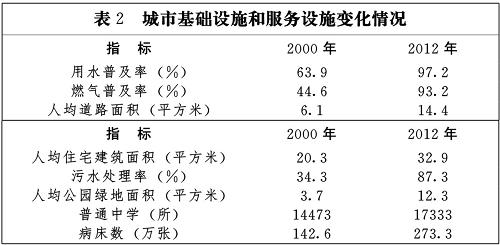 表 2 城市基础设施和服务设施变化情况
指 标 2000 年 2012 年
用水普及率（％） 63.9 97.2
燃气普及率（％） 44.6 93.2
人均道路面积（平方米） 6.1 14.4
指 标 2000 年 2012 年
人均住宅建筑面积（平方米） 20.3 32.9
污水处理率（％） 34.3 87.3
人均公园绿地面积（平方米） 3.7 12.3
普通中学（所） 14473 17333
病床数（万张） 142.6 273.3